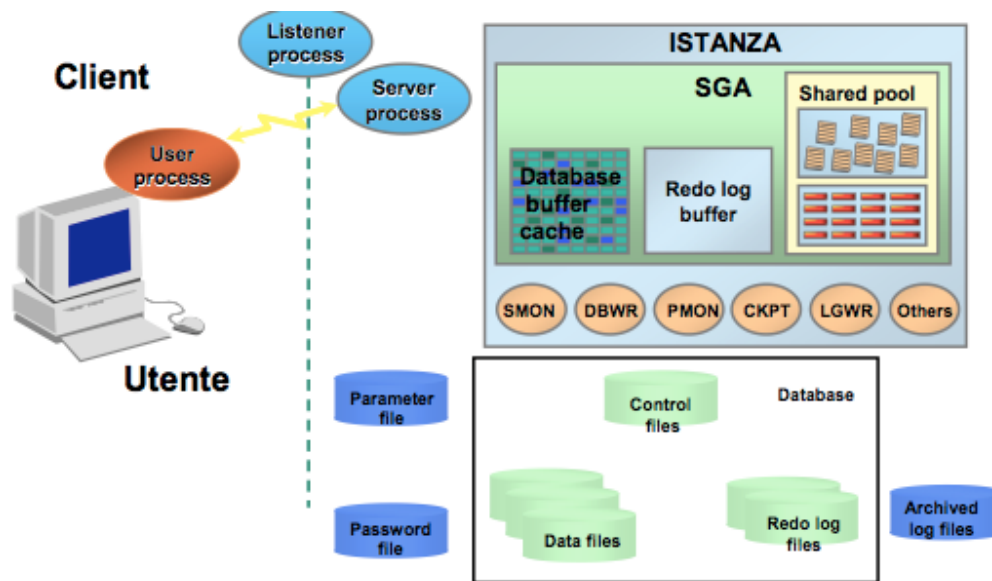 Listener
process
Client
Server
process
User
process
Utente
ISTANZA
SGA
Shared pool
Database
buffer
cache
Redo log
buffer
SMON
DBWR
PMON
CKPT
LGWR
Others
Parameter
file
Control
files
Database
Password
file
Data files
Redo log
files
Archived
log files